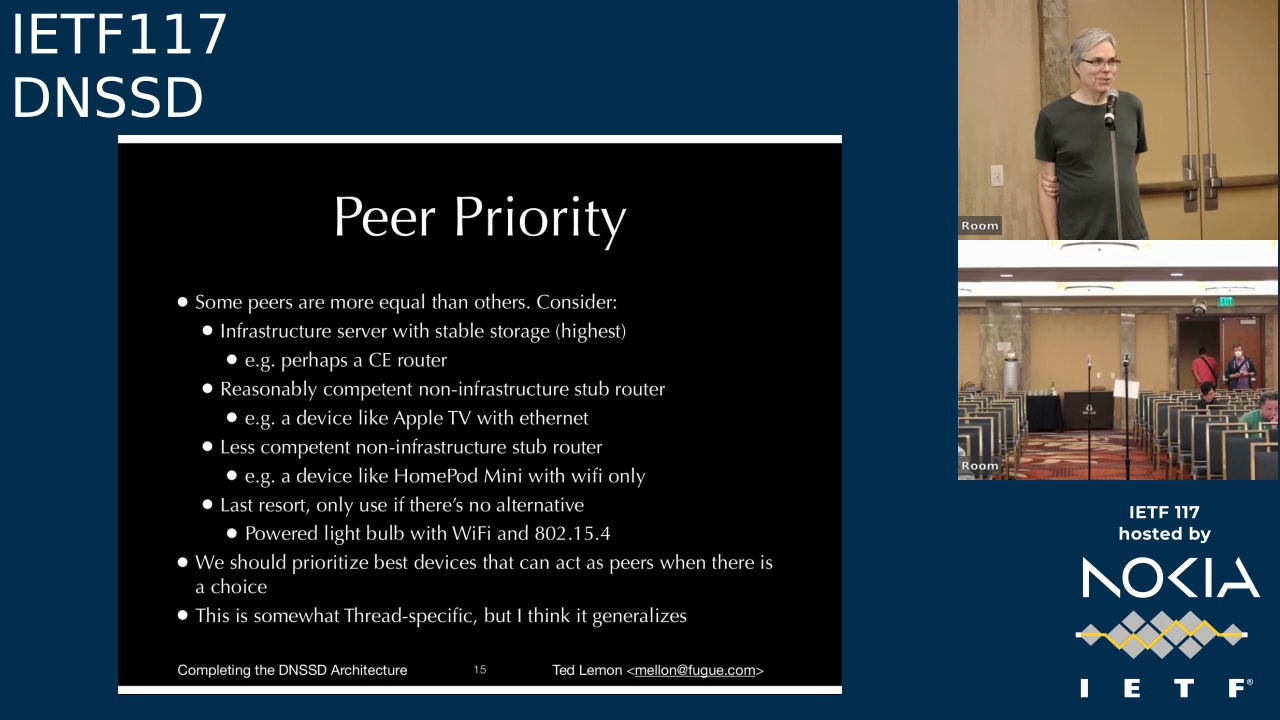 IETF117
DNSSD
Peer Priority
● Some peers are more equal than others. Consider:
● Infrastructure server with stable storage (highest)
● e.g. perhaps a CE router
● Reasonably competent non-infrastructure stub router
● e.g. a device like Apple TV with ethernet
● Less competent non-infrastructure stub router
● e.g. a device like HomePod Mini with wifi only
● Last resort, only use if there's no alternative
● Powered light bulb with WiFi and 802.15.4
● We should prioritize best devices that can act as peers when there is
a choice
● This is somewhat Thread-specific, but I think it generalizes
Completing the DNSSD Architecture
15
Ted Lemon <mellon@fugue.com>
Room
EXIT
Room
IETF 117
hosted by
NOKIA
IETF®